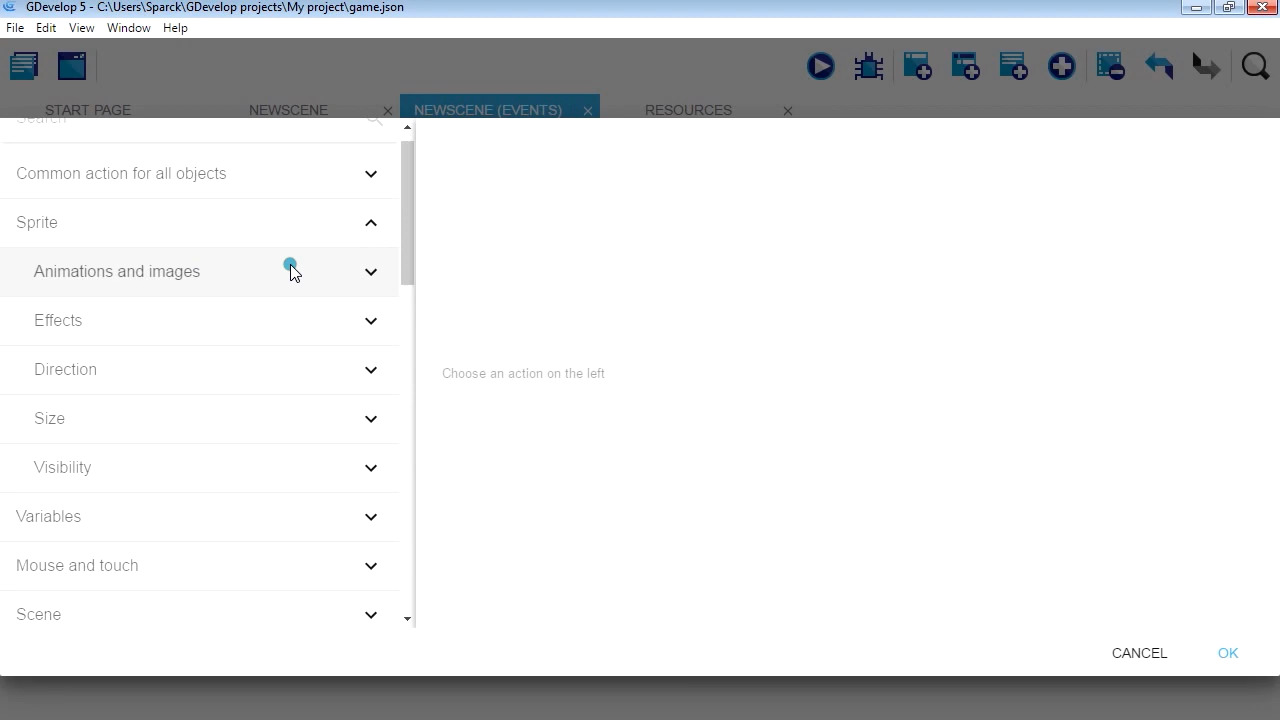 GDevelop 5 - C:\Users\Sparck\GDevelop projects\My project\game.json
File Edit View Window Help
START PAGE NEWSCENE NEWSCENE (EVENTS) RESOURCES
Search
Common action for all objects
Sprite
Animations and images
Effects
Direction
Size
Visibility
Variables
Mouse and touch
Scene
Choose an action on the left
CANCEL OK